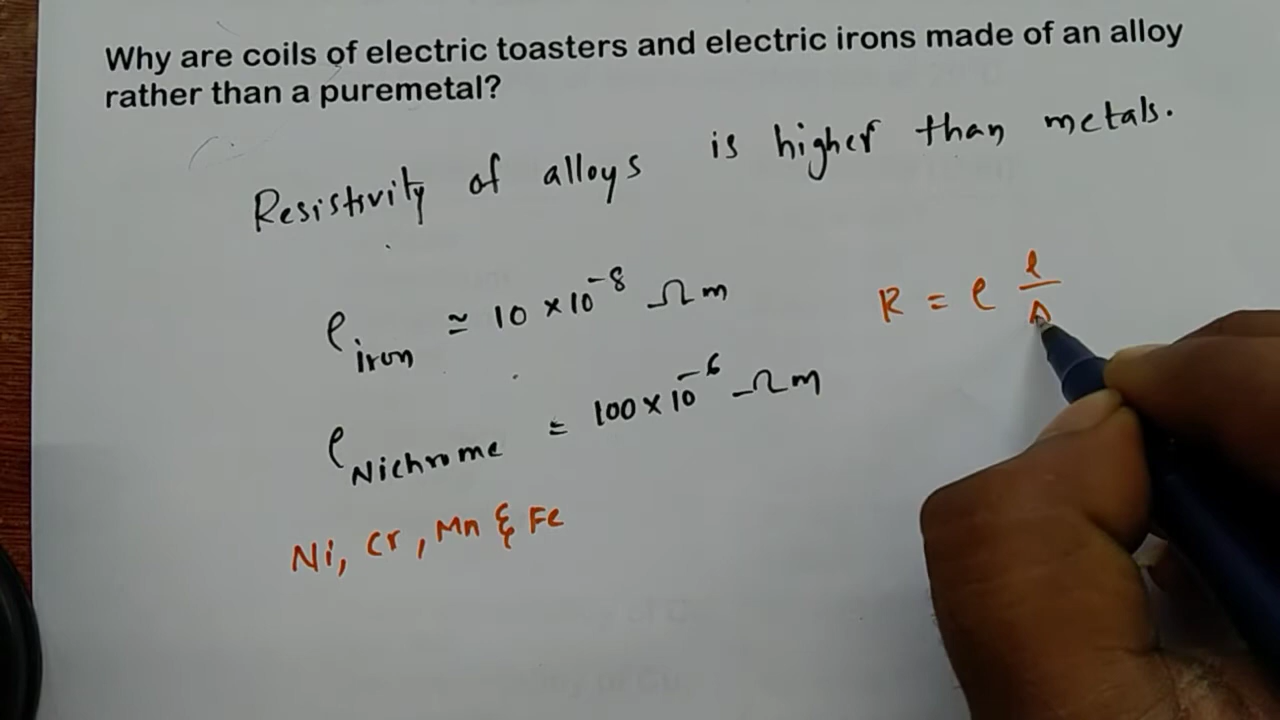 Why are coils of electric toasters and electric irons made of an alloy
rather than a puremetal?
Resistivity of alloys is higher than metals.
ρ iron ≃ 10 × 10⁻⁸ Ωm
R = ρ l/A
ρ Nichrome = 100 × 10⁻⁶ Ωm
Ni, Cr, Mn & Fe